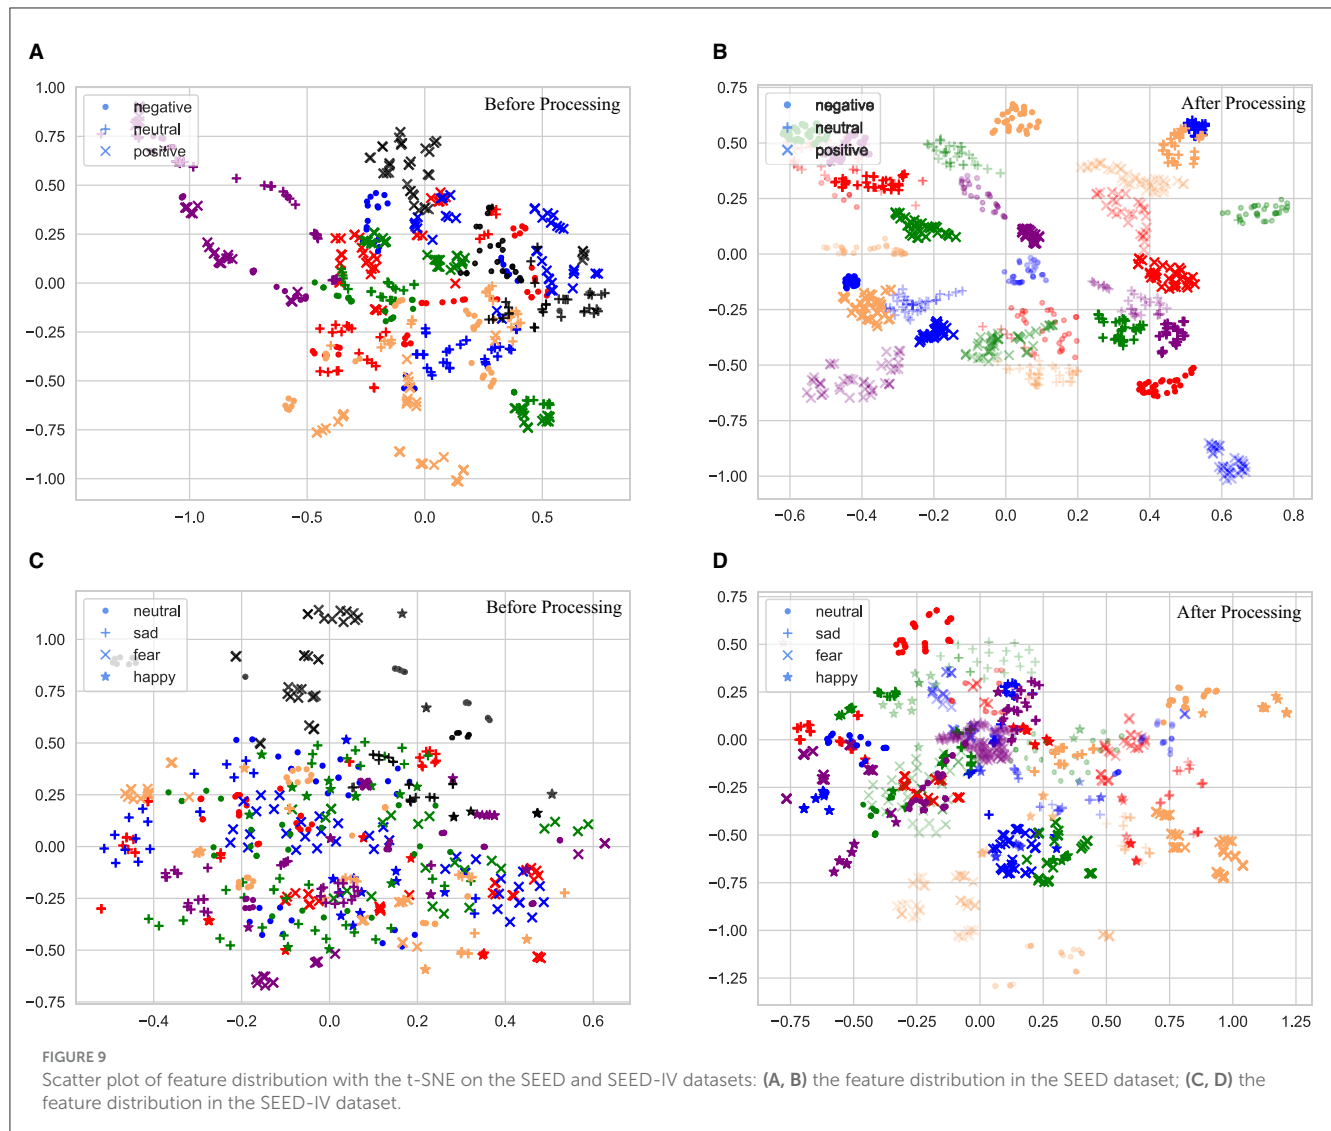 A
B
Before Processing
After Processing
negative
neutral
positive
negative
neutral
positive
1.00
0.75
0.50
0.25
0.00
−0.25
−0.50
−0.75
−1.00
−1.0
−0.5
0.0
0.5
0.75
0.50
0.25
0.00
−0.25
−0.50
−0.75
−1.00
−0.6
−0.4
−0.2
0.0
0.2
0.4
0.6
0.8
C
D
Before Processing
After Processing
neutral
sad
fear
happy
neutral
sad
fear
happy
1.00
0.75
0.50
0.25
0.00
−0.25
−0.50
−0.75
−0.4
−0.2
0.0
0.2
0.4
0.6
0.75
0.50
0.25
0.00
−0.25
−0.50
−0.75
−1.00
−1.25
−0.75
−0.50
−0.25
0.00
0.25
0.50
0.75
1.00
1.25
FIGURE 9
Scatter plot of feature distribution with the t-SNE on the SEED and SEED-IV datasets: (A, B) the feature distribution in the SEED dataset; (C, D) the
feature distribution in the SEED-IV dataset.